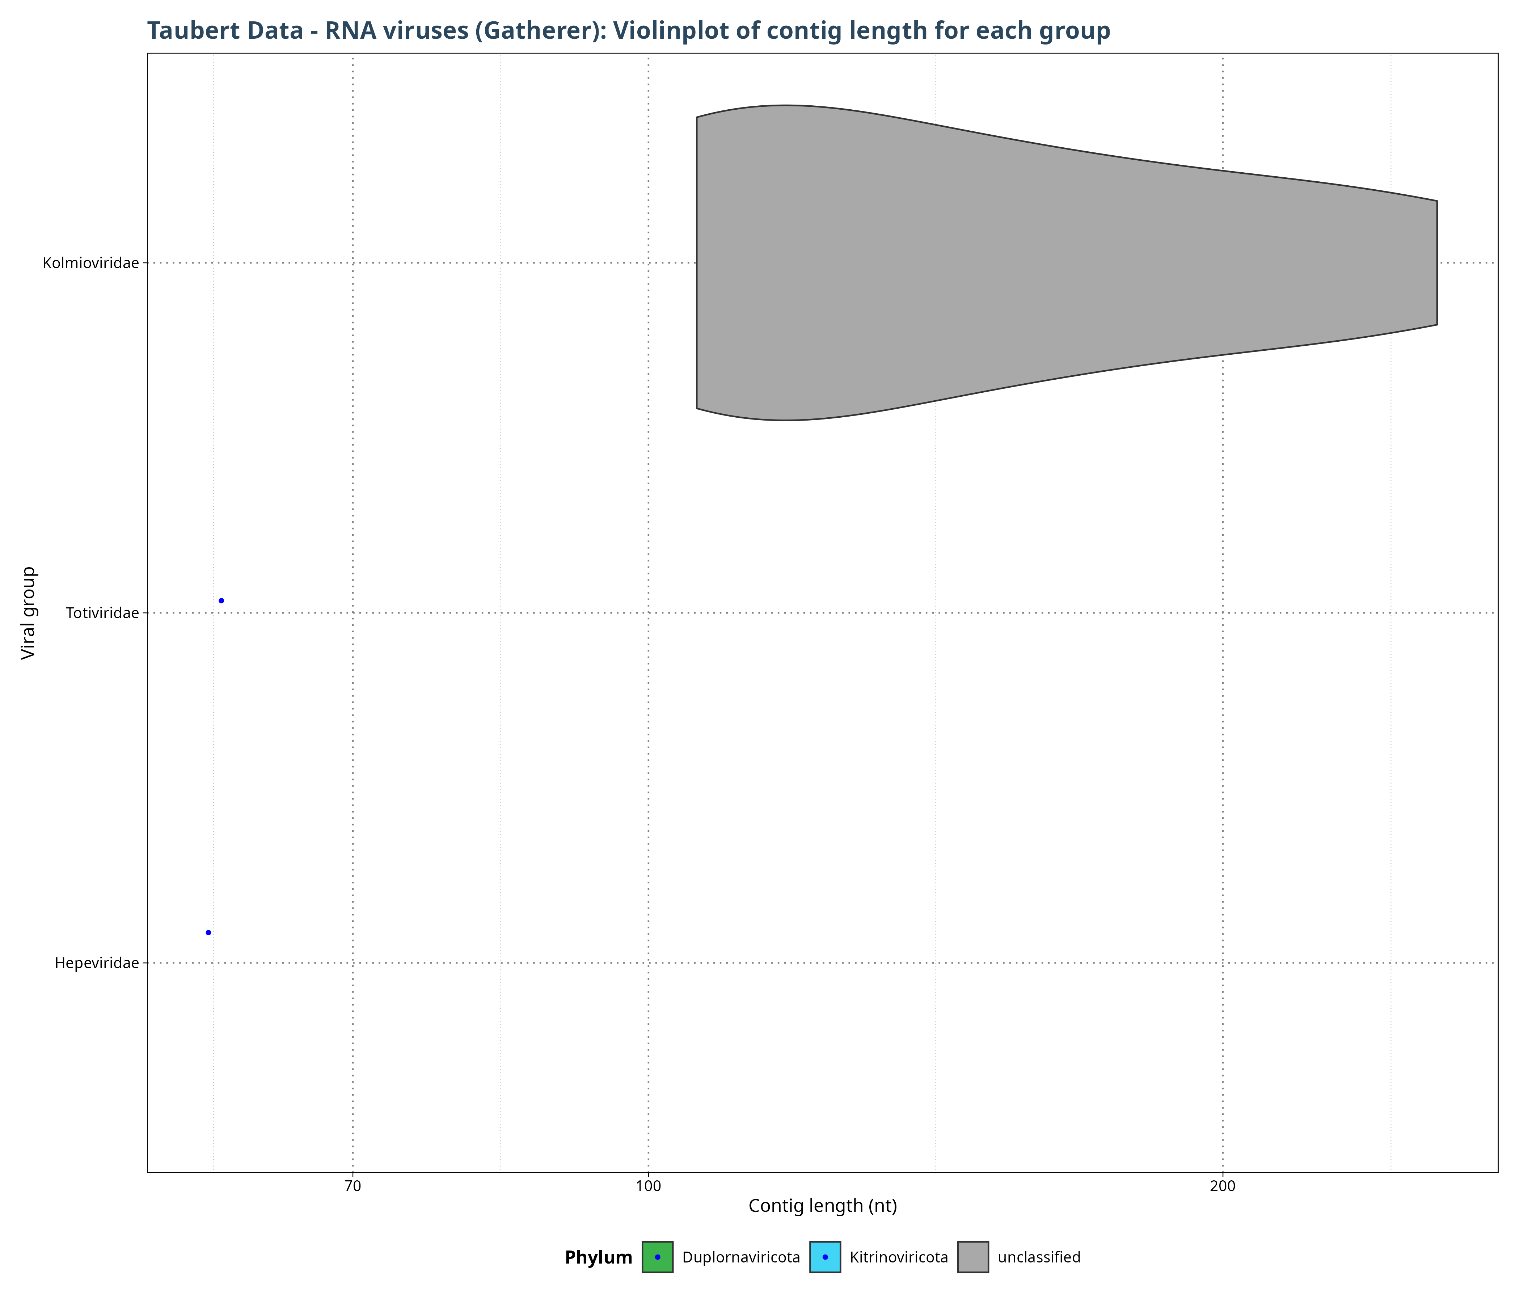 Taubert Data - RNA viruses (Gatherer): Violinplot of contig length for each group
Viral group
Kolmioviridae
Totiviridae
Hepeviridae
70 100 200
Contig length (nt)
Phylum Duplornaviricota Kitrinoviricota unclassified